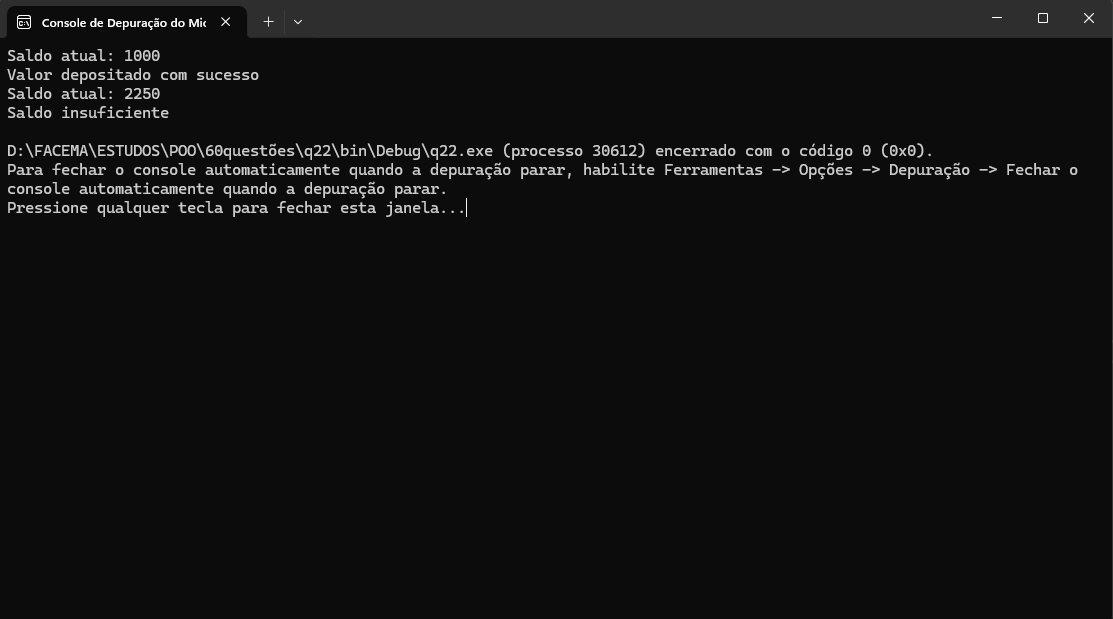 Console de Depuração do Mic
Saldo atual: 1000
Valor depositado com sucesso
Saldo atual: 2250
Saldo insuficiente
D:\FACEMA\ESTUDOS\POO\60questões\q22\bin\Debug\q22.exe (processo 30612) encerrado com o código 0 (0x0).
Para fechar o console automaticamente quando a depuração parar, habilite Ferramentas -> Opções -> Depuração -> Fechar o
console automaticamente quando a depuração parar.
Pressione qualquer tecla para fechar esta janela...